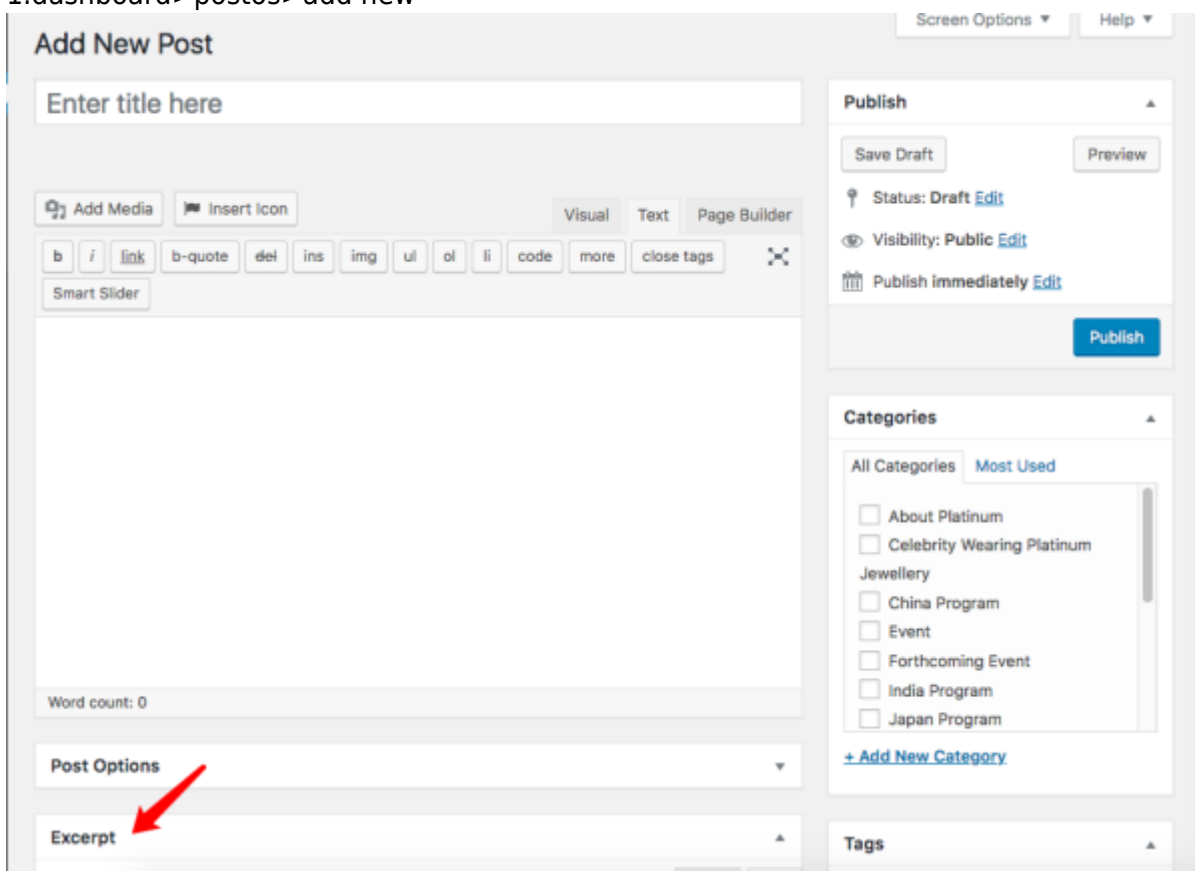 1.dashboard> postos> add new
Screen Options ▼ Help ▼
Add New Post
Enter title here
Add Media Insert Icon
Visual Text Page Builder
b i link b-quote del ins img ul ol li code more close tags
Smart Slider
Word count: 0
Post Options
Excerpt
Publish
Save Draft Preview
Status: Draft Edit
Visibility: Public Edit
Publish immediately Edit
Publish
Categories
All Categories Most Used
About Platinum
Celebrity Wearing Platinum
Jewellery
China Program
Event
Forthcoming Event
India Program
Japan Program
+ Add New Category
Tags